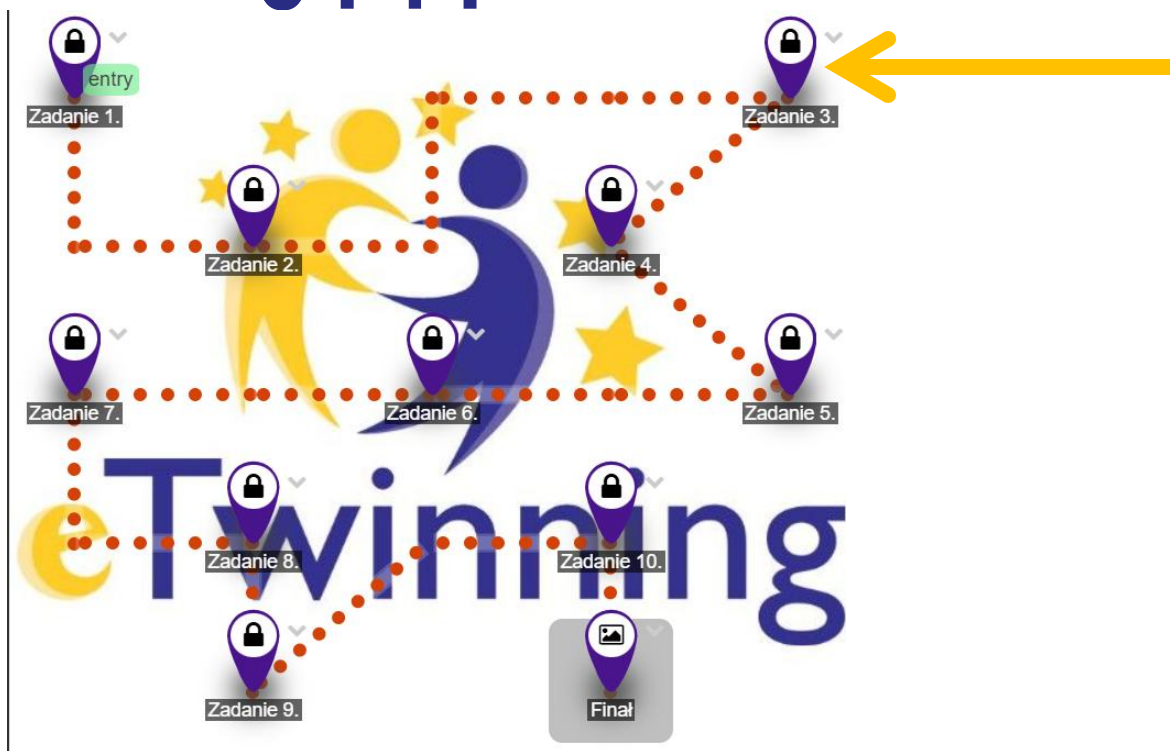 entry
Zadanie 1.
Zadanie 3.
Zadanie 2.
Zadanie 4.
Zadanie 7.
Zadanie 6.
Zadanie 5.
eTwinning
Zadanie 8.
Zadanie 10.
Zadanie 9.
Finał